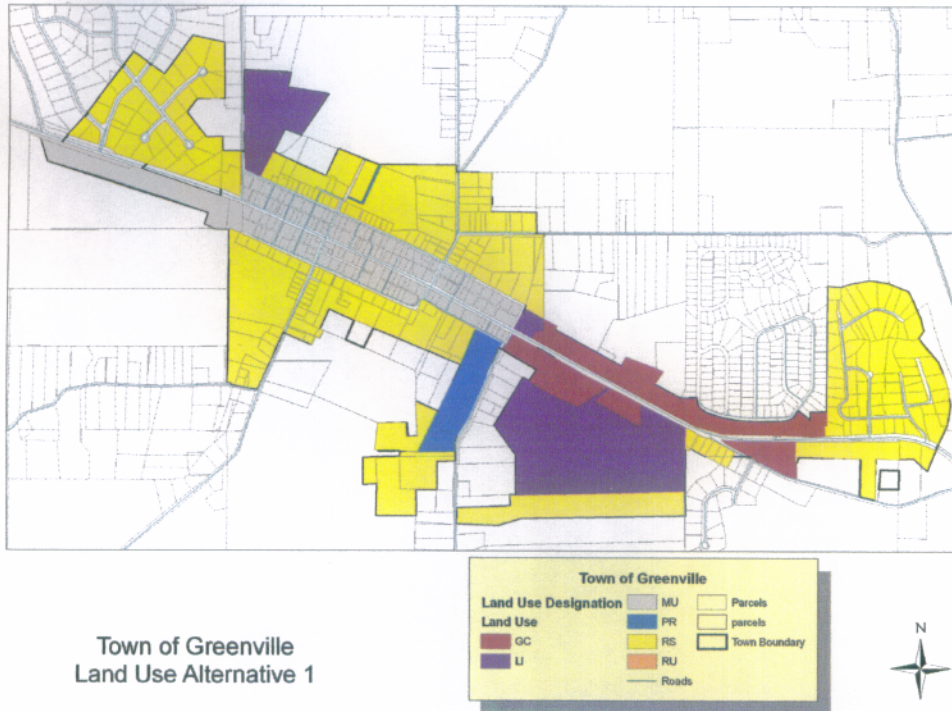 Town of Greenville
Land Use Alternative 1
Town of Greenville
Land Use Designation
Land Use
GC
LI
MU
PR
RS
RU
Roads
Parcels
parcels
Town Boundary
N